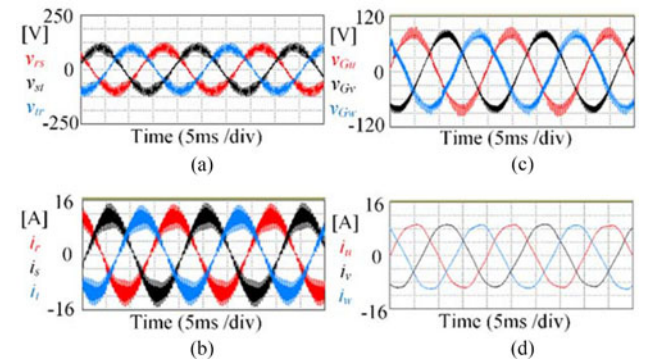 250
[V]
v_rs
0
v_st
v_tr
-250
Time (5ms /div)
(a)
120
[V]
v_Gu
0
v_Gv
v_Gw
-120
Time (5ms /div)
(c)
16
[A]
i_r
0
i_s
i_t
-16
Time (5ms /div)
(b)
16
[A]
i_u
0
i_v
i_w
-16
Time (5ms /div)
(d)